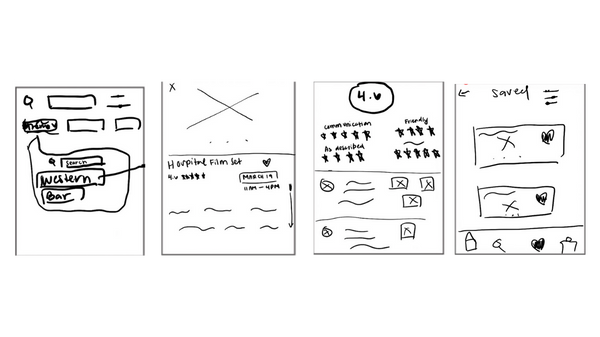 Search
Western
Bar
X
Hospital Film Set
4.6 ★★★★★
MARCH 19
11AM - 4PM
4.6
Communication
Friendly
As described
Saved